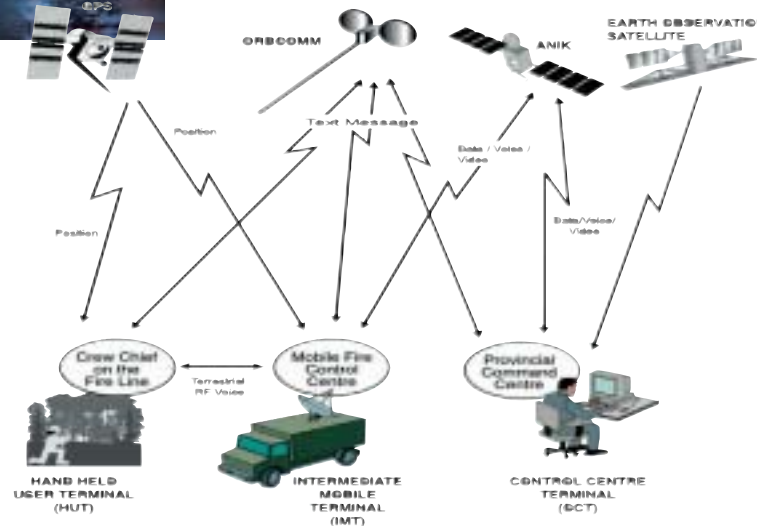 GPS
ORBCOMM
ANIK
EARTH OBSERVATIO
SATELLITE
Text Message
Position
Data / Voice /
Video
Position
Data/Voice/
Video
Crew Chief
on the
Fire Line
Terrestrial
RF Voice
Mobile Fire
Control
Centre
Provincial
Command
Centre
HAND HELD
USER TERMINAL
(HUT)
INTERMEDIATE
MOBILE
TERMINAL
(IMT)
CONTROL CENTRE
TERMINAL
(CCT)